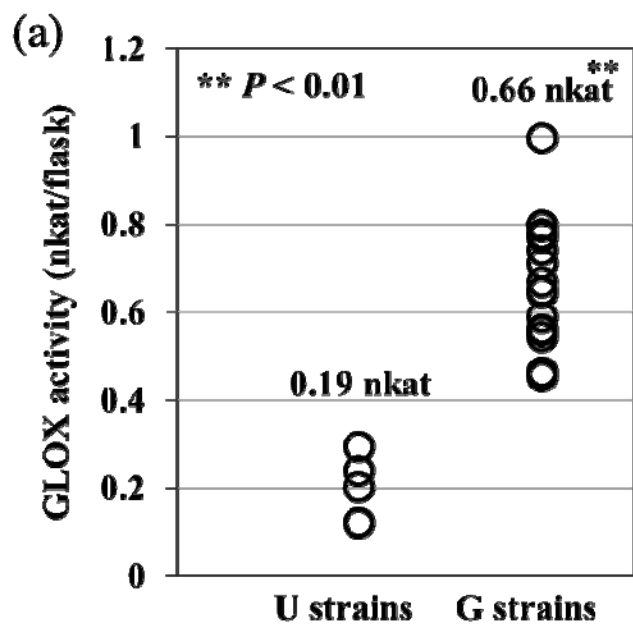 (a)
1.2
** P < 0.01
**
0.66 nkat
1
0.8
0.6
0.19 nkat
0.4
0.2
0
GLOX activity (nkat/flask)
U strains
G strains